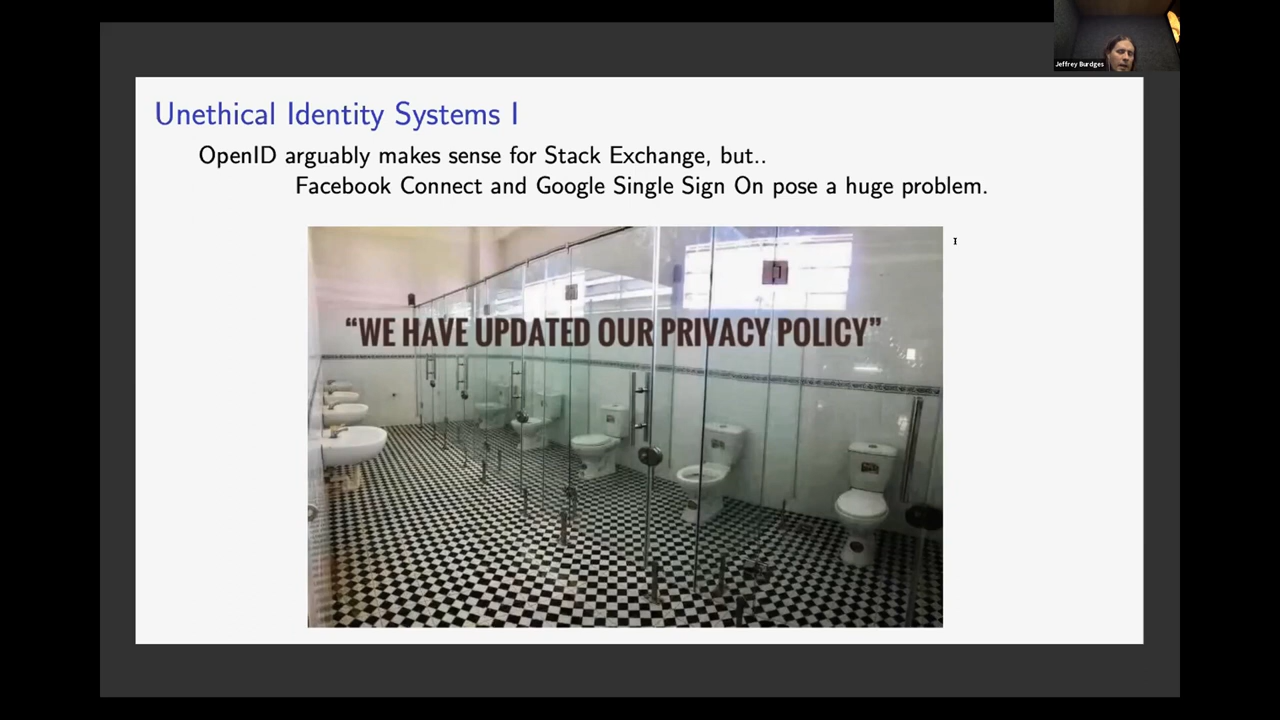 Jeffrey Burdges
Unethical Identity Systems I
OpenID arguably makes sense for Stack Exchange, but..
Facebook Connect and Google Single Sign On pose a huge problem.
“WE HAVE UPDATED OUR PRIVACY POLICY”